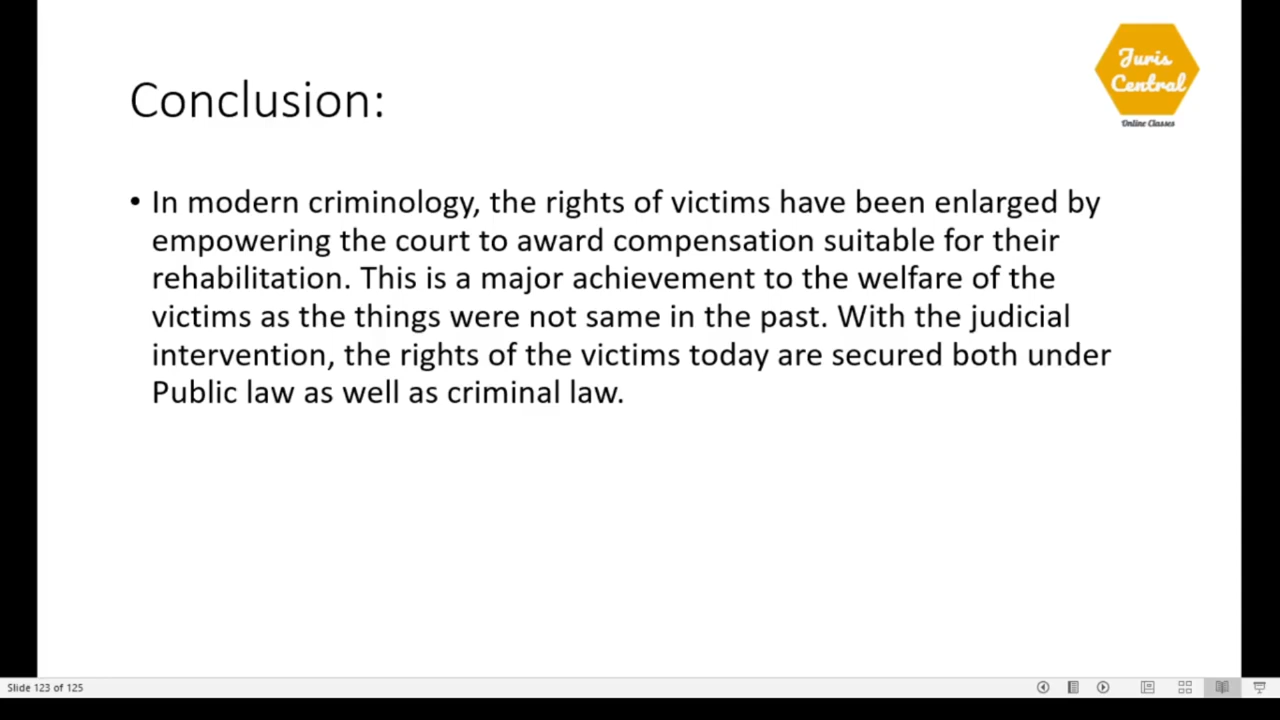 Juris
Central
Online Classes
Conclusion:
• In modern criminology, the rights of victims have been enlarged by
empowering the court to award compensation suitable for their
rehabilitation. This is a major achievement to the welfare of the
victims as the things were not same in the past. With the judicial
intervention, the rights of the victims today are secured both under
Public law as well as criminal law.
Slide 123 of 125